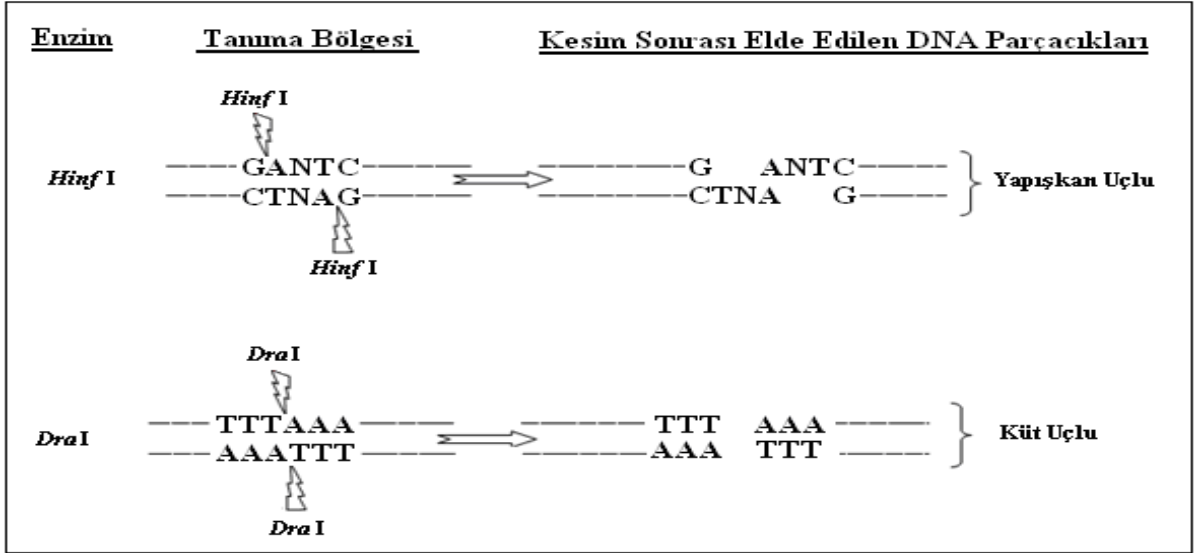 Enzim Tanıma Bölgesi Kesim Sonrası Elde Edilen DNA Parçacıkları
Hinf I
GANTC G ANTC
Hinf I Yapışkan Uçlu
CTNAG CTNA G
Hinf I
Dra I
TTTAAA TTT AAA
Dra I Küt Uçlu
AAATTT AAA TTT
Dra I